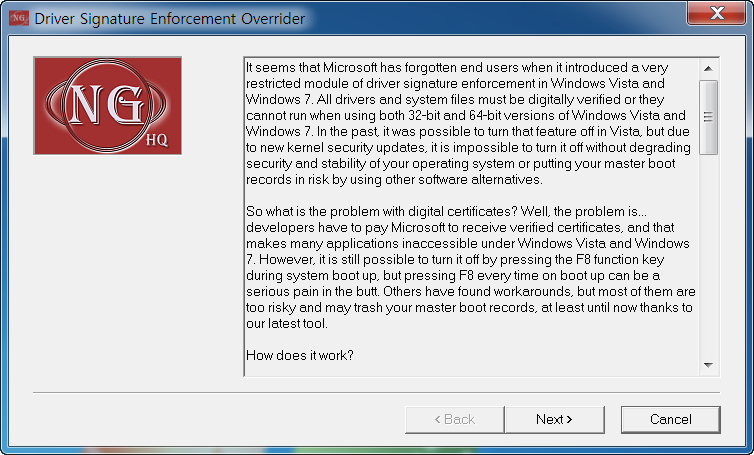 Driver Signature Enforcement Overrider
NG
HQ
It seems that Microsoft has forgotten end users when it introduced a very
restricted module of driver signature enforcement in Windows Vista and
Windows 7. All drivers and system files must be digitally verified or they
cannot run when using both 32-bit and 64-bit versions of Windows Vista and
Windows 7. In the past, it was possible to turn that feature off in Vista, but due
to new kernel security updates, it is impossible to turn it off without degrading
security and stability of your operating system or putting your master boot
records in risk by using other software alternatives.
So what is the problem with digital certificates? Well, the problem is...
developers have to pay Microsoft to receive verified certificates, and that
makes many applications inaccessible under Windows Vista and Windows
7. However, it is still possible to turn it off by pressing the F8 function key
during system boot up, but pressing F8 every time on boot up can be a
serious pain in the butt. Others have found workarounds, but most of them are
too risky and may trash your master boot records, at least until now thanks to
our latest tool.
How does it work?
< Back
Next >
Cancel